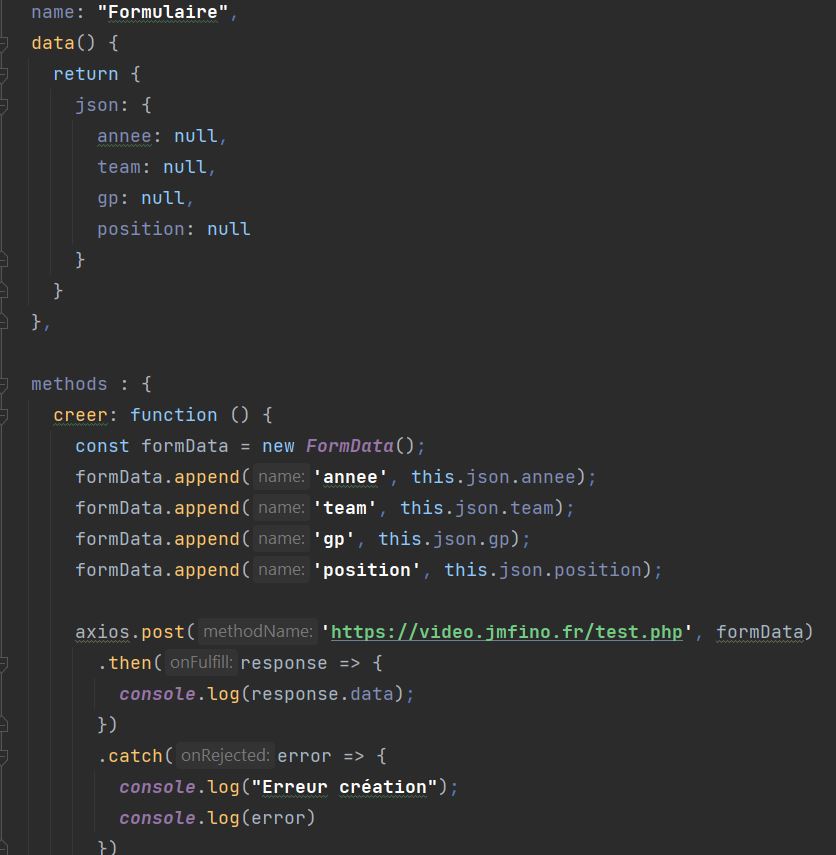 name: "Formulaire",
data() {
return {
json: {
annee: null,
team: null,
gp: null,
position: null
}
}
},
methods : {
creer: function () {
const formData = new FormData();
formData.append( name: 'annee', this.json.annee);
formData.append( name: 'team', this.json.team);
formData.append( name: 'gp', this.json.gp);
formData.append( name: 'position', this.json.position);
axios.post( methodName: 'https://video.jmfino.fr/test.php', formData)
.then( onFulfill: response => {
console.log(response.data);
})
.catch( onRejected: error => {
console.log("Erreur création");
console.log(error)
})